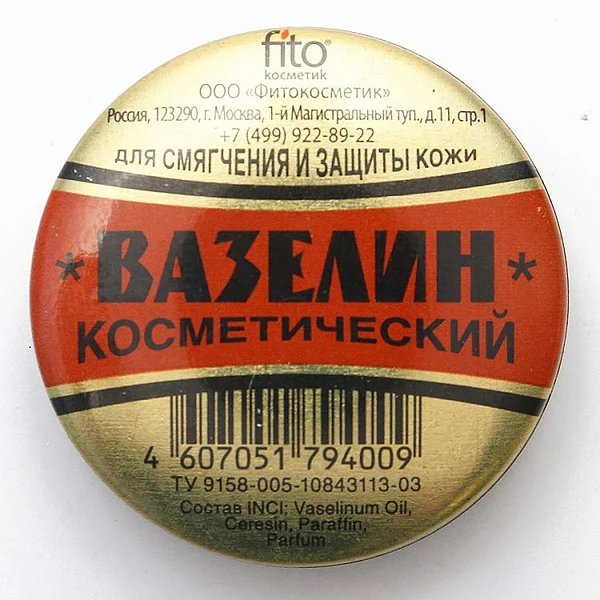 fito®
косметик
ООО «Фитокосметик»
Россия, 123290, г. Москва, 1-й Магистральный туп., д.11, стр.1
+7 (499) 922-89-22
для СМЯГЧЕНИЯ И ЗАЩИТЫ кожи
* ВАЗЕЛИН *
КОСМЕТИЧЕСКИЙ
4 607051 794009
ТУ 9158-005-10843113-03
Состав INCI: Vaselinum Oil,
Ceresin, Paraffin,
Parfum